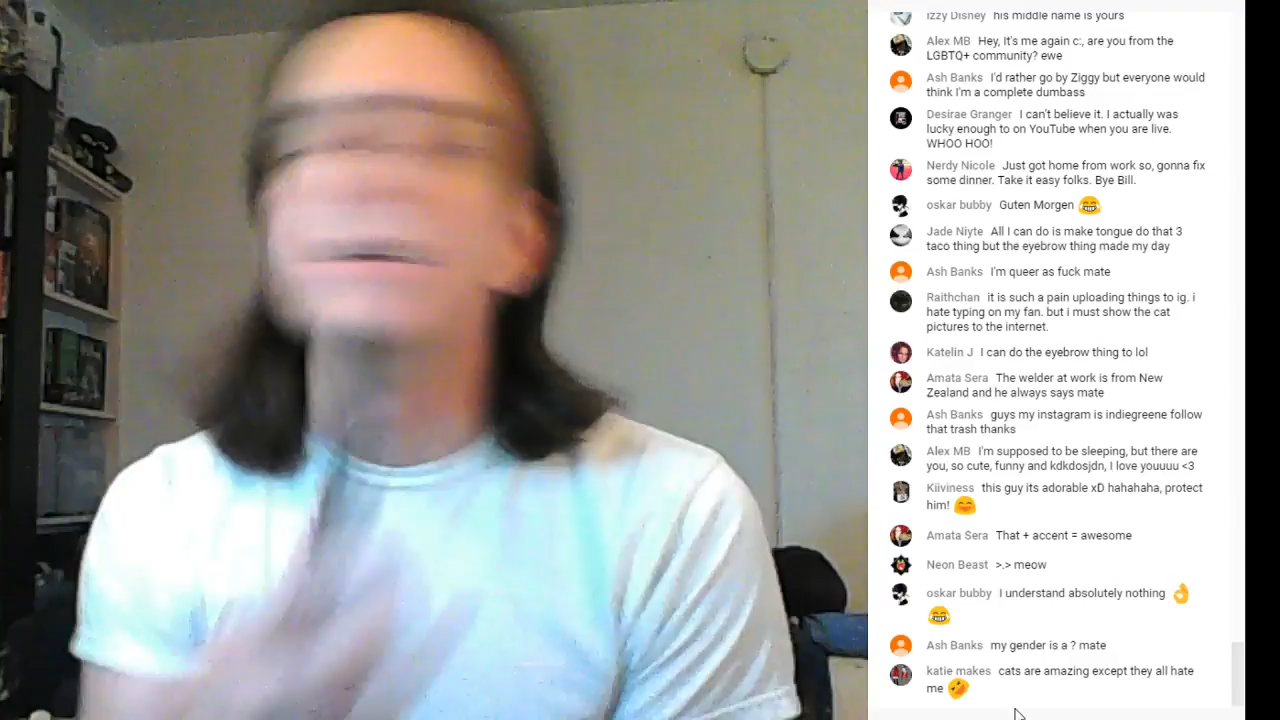 Izzy Disney his middle name is yours
Alex MB Hey, It's me again c:, are you from the
LGBTQ+ community? ewe
Ash Banks I'd rather go by Ziggy but everyone would
think I'm a complete dumbass
Desirae Granger I can't believe it. I actually was
lucky enough to on YouTube when you are live.
WHOO HOO!
Nerdy Nicole Just got home from work so, gonna fix
some dinner. Take it easy folks. Bye Bill.
oskar bubby Guten Morgen 😂
Jade Niyte All I can do is make tongue do that 3
taco thing but the eyebrow thing made my day
Ash Banks I'm queer as fuck mate
Raithchan it is such a pain uploading things to ig. i
hate typing on my fan. but i must show the cat
pictures to the internet.
Katelin J I can do the eyebrow thing to lol
Amata Sera The welder at work is from New
Zealand and he always says mate
Ash Banks guys my instagram is indiegreene follow
that trash thanks
Alex MB I'm supposed to be sleeping, but there are
you, so cute, funny and kdkdosjdn, I love youuuu <3
Kiiviness this guy its adorable xD hahahaha, protect
him! 🤗
Amata Sera That + accent = awesome
Neon Beast >.> meow
oskar bubby I understand absolutely nothing 👌
😂
Ash Banks my gender is a ? mate
katie makes cats are amazing except they all hate
me 🤣